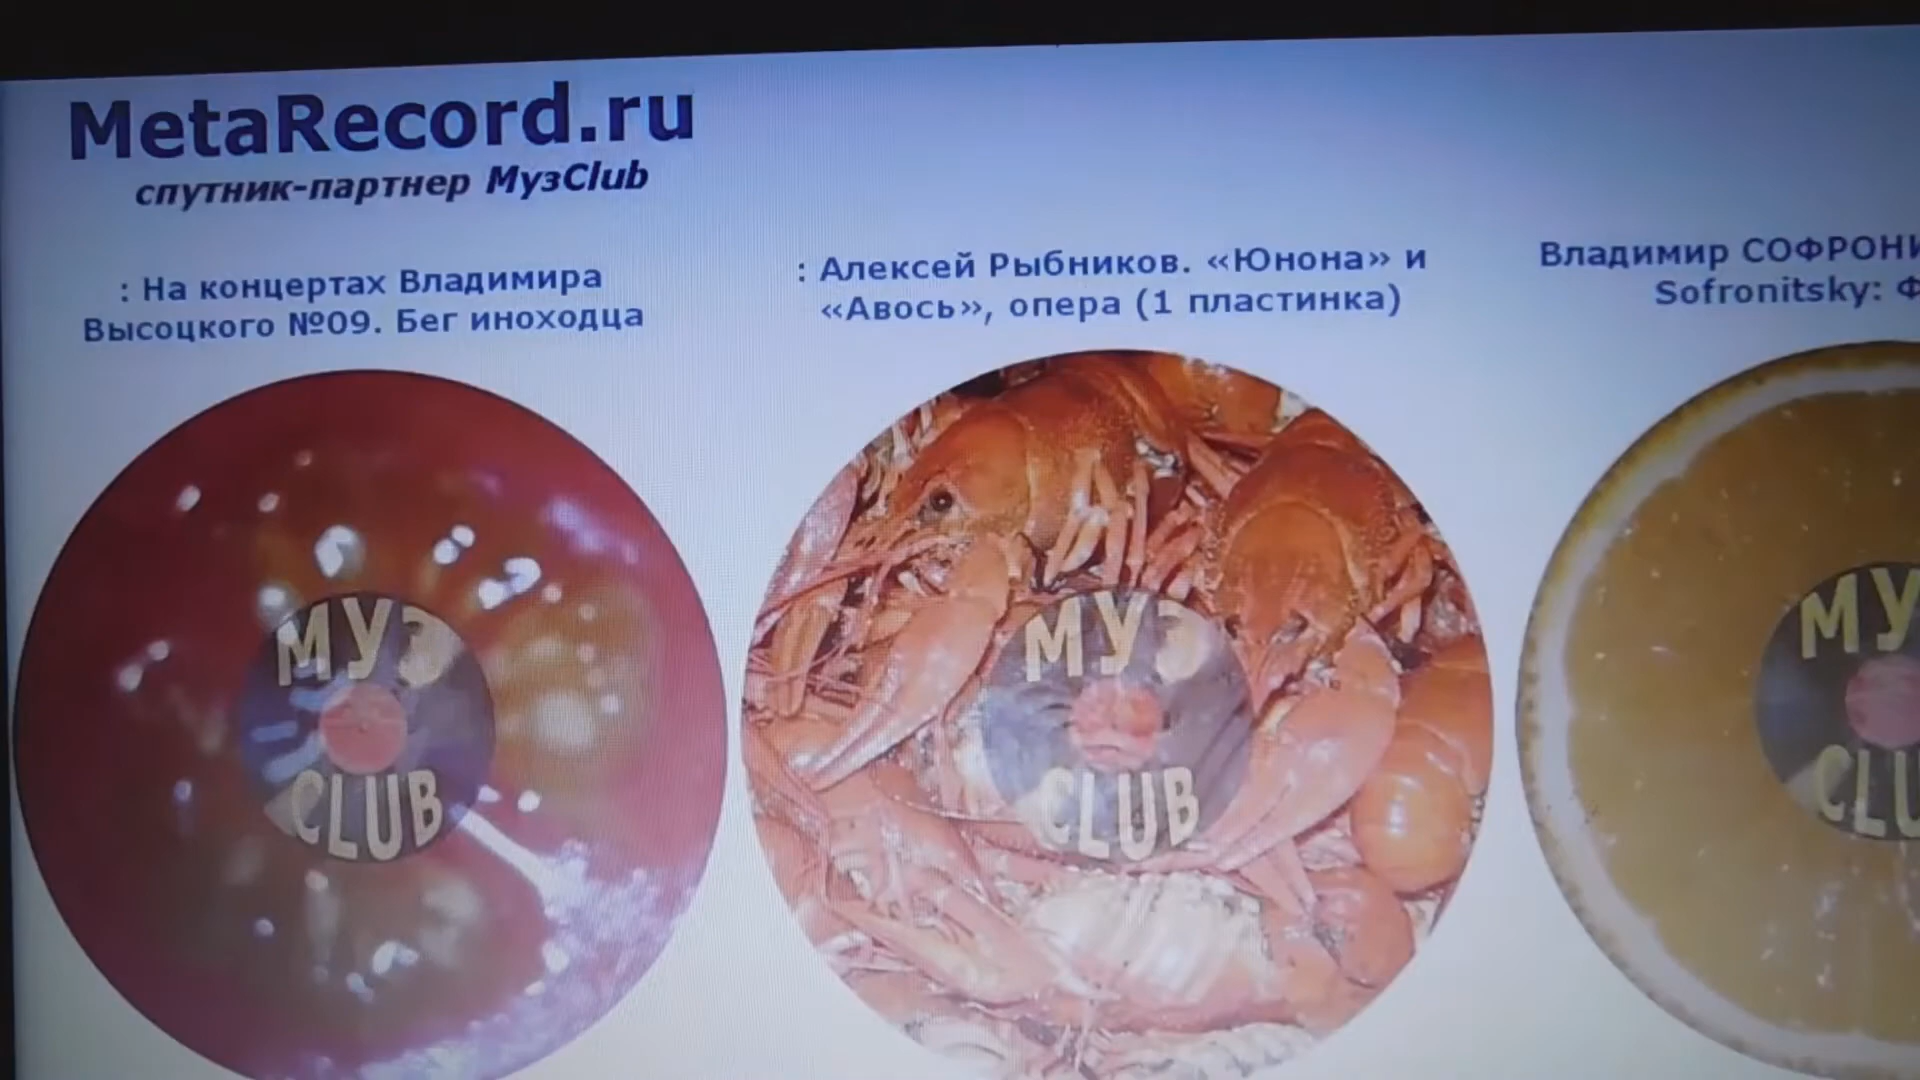 MetaRecord.ru
спутник-партнер МузClub
: На концертах Владимира
Высоцкого №09. Бег иноходца
: Алексей Рыбников. «Юнона» и
«Авось», опера (1 пластинка)
Владимир
Sofronitsky:
МУЗ
CLUB
МУЗ
CLUB